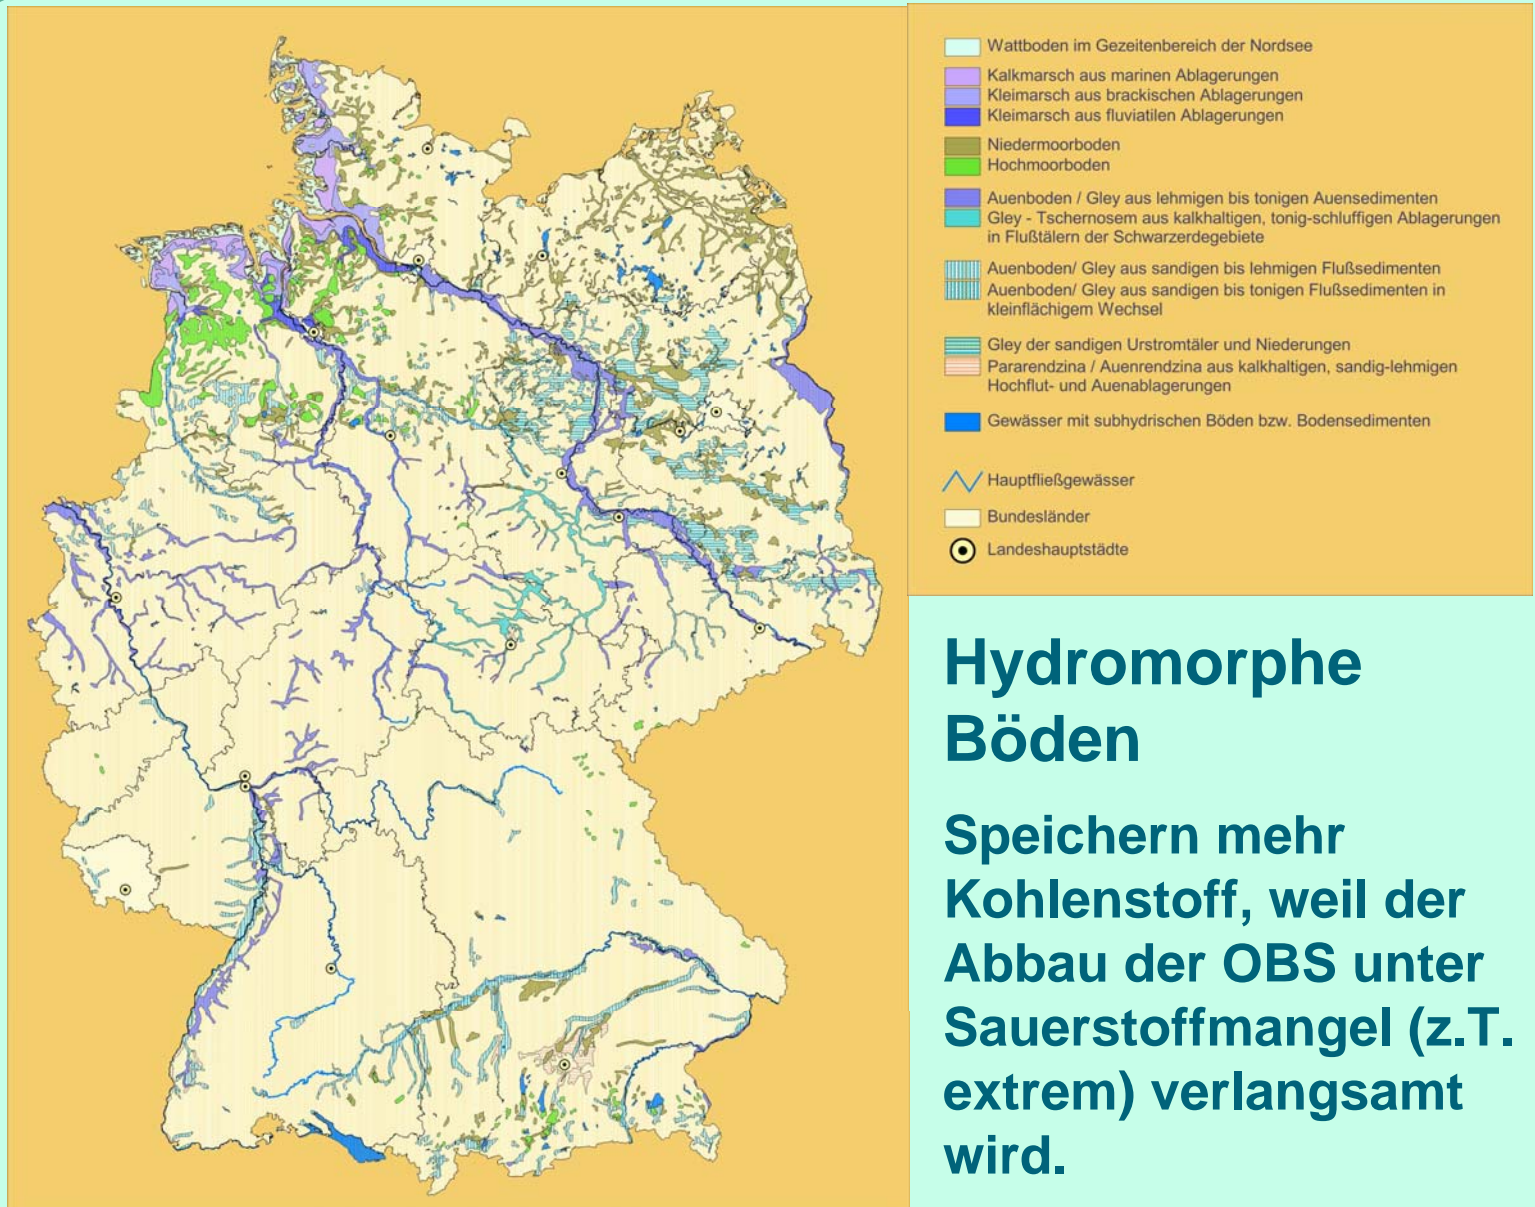 Wattboden im Gezeitenbereich der Nordsee
Kalkmarsch aus marinen Ablagerungen
Kleimarsch aus brackischen Ablagerungen
Kleimarsch aus fluviatilen Ablagerungen
Niedermoorboden
Hochmoorboden
Auenboden / Gley aus lehmigen bis tonigen Auensedimenten
Gley - Tschernosem aus kalkhaltigen, tonig-schluffigen Ablagerungen
in Flußtälern der Schwarzerdegebiete
Auenboden/ Gley aus sandigen bis lehmigen Flußsedimenten
Auenboden/ Gley aus sandigen bis tonigen Flußsedimenten in
kleinflächigem Wechsel
Gley der sandigen Urstromtäler und Niederungen
Pararendzina / Auenrendzina aus kalkhaltigen, sandig-lehmigen
Hochflut- und Auenablagerungen
Gewässer mit subhydrischen Böden bzw. Bodensedimenten
Hauptfließgewässer
Bundesländer
Landeshauptstädte
Hydromorphe
Böden
Speichern mehr
Kohlenstoff, weil der
Abbau der OBS unter
Sauerstoffmangel (z.T.
extrem) verlangsamt
wird.